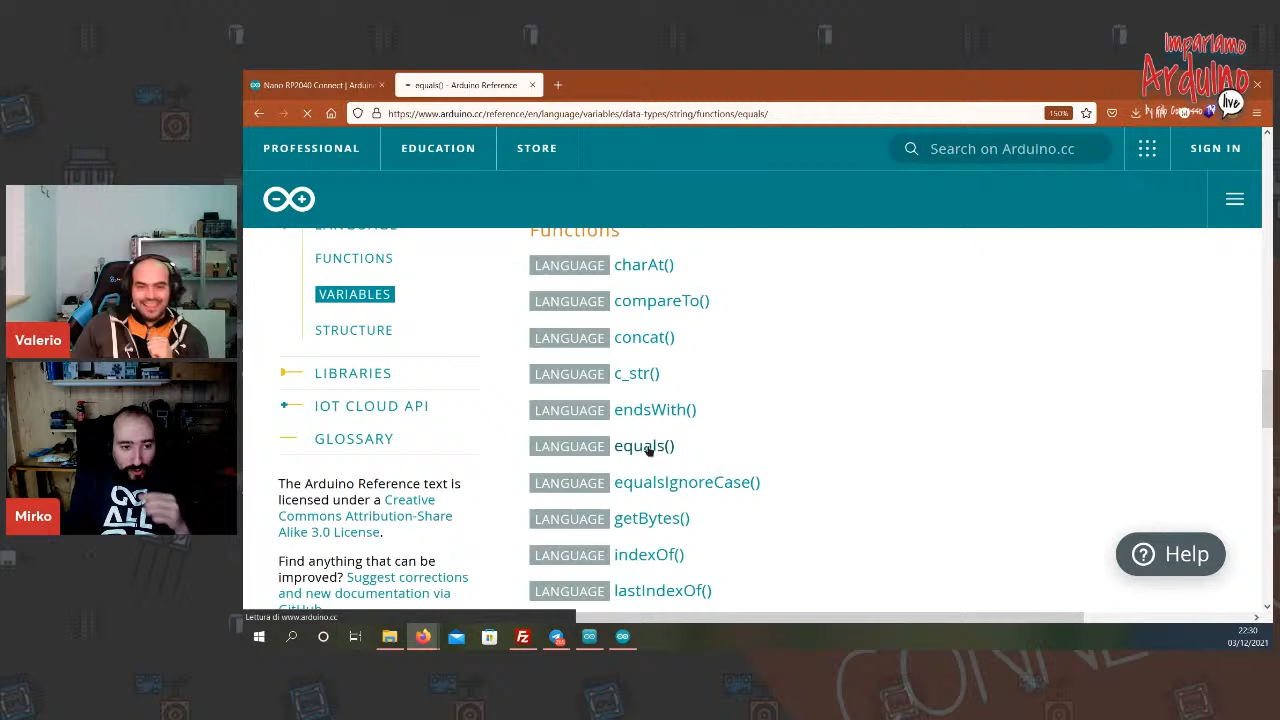 Impariamo
Arduino
live
Nano RP2040 Connect | Arduin
equals() - Arduino Reference
https://www.arduino.cc/reference/en/language/variables/data-types/string/functions/equals/
150%
PROFESSIONAL
EDUCATION
STORE
Search on Arduino.cc
SIGN IN
LANGUAGE
FUNCTIONS
VARIABLES
STRUCTURE
LIBRARIES
IOT CLOUD API
GLOSSARY
The Arduino Reference text is
licensed under a Creative
Commons Attribution-Share
Alike 3.0 License.
Find anything that can be
improved? Suggest corrections
and new documentation via
GitHub.
Functions
LANGUAGE charAt()
LANGUAGE compareTo()
LANGUAGE concat()
LANGUAGE c_str()
LANGUAGE endsWith()
LANGUAGE equals()
LANGUAGE equalsIgnoreCase()
LANGUAGE getBytes()
LANGUAGE indexOf()
LANGUAGE lastIndexOf()
Help
Valerio
Mirko
Lettura di www.arduino.cc
22:30
03/12/2021
CONNE